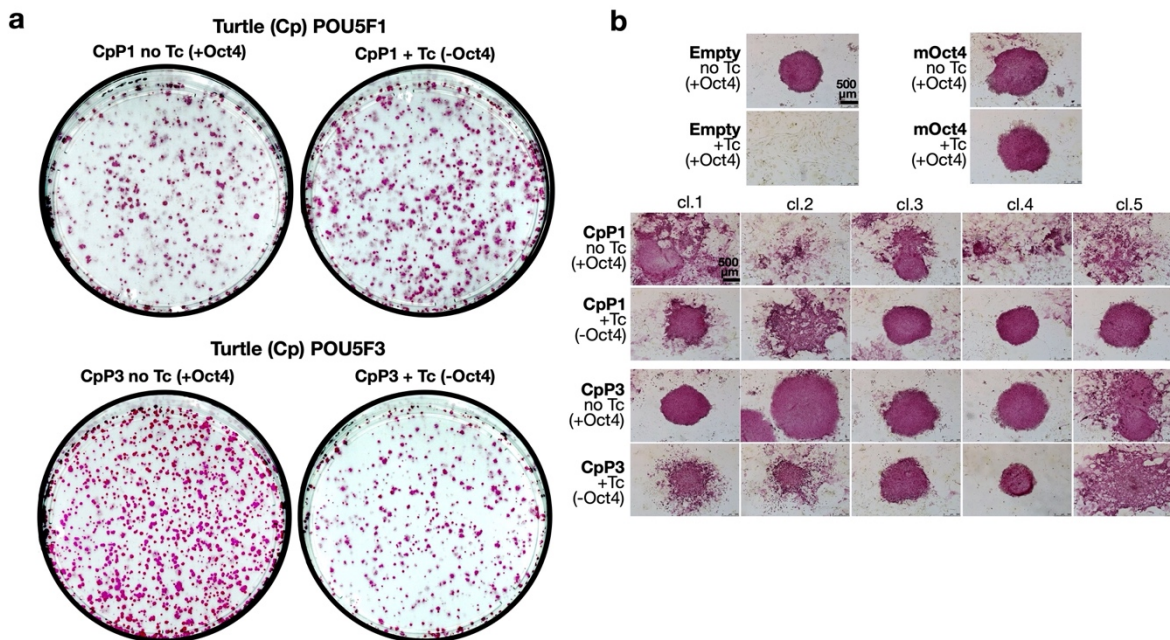 a
Turtle (Cp) POU5F1
CpP1 no Tc (+Oct4)
CpP1 + Tc (-Oct4)
Turtle (Cp) POU5F3
CpP3 no Tc (+Oct4)
CpP3 + Tc (-Oct4)
b
Empty
no Tc
(+Oct4)
500
µm
mOct4
no Tc
(+Oct4)
Empty
+Tc
(+Oct4)
mOct4
+Tc
(+Oct4)
cl.1 cl.2 cl.3 cl.4 cl.5
CpP1
no Tc
(+Oct4)
500
µm
CpP1
+Tc
(-Oct4)
CpP3
no Tc
(+Oct4)
CpP3
+Tc
(-Oct4)